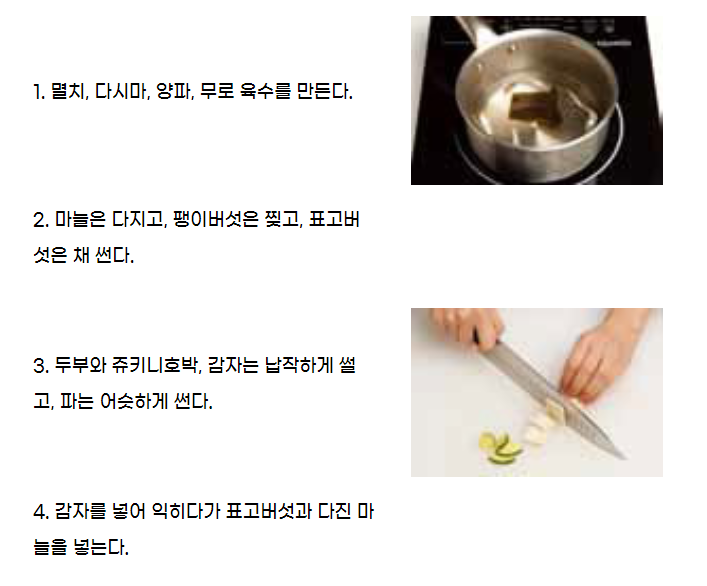 1. 멸치, 다시마, 양파, 무로 육수를 만든다.
2. 마늘은 다지고, 팽이버섯은 찢고, 표고버
섯은 채 썬다.
3. 두부와 쥬키니호박, 감자는 납작하게 썰
고, 파는 어슷하게 썬다.
4. 감자를 넣어 익히다가 표고버섯과 다진 마
늘을 넣는다.